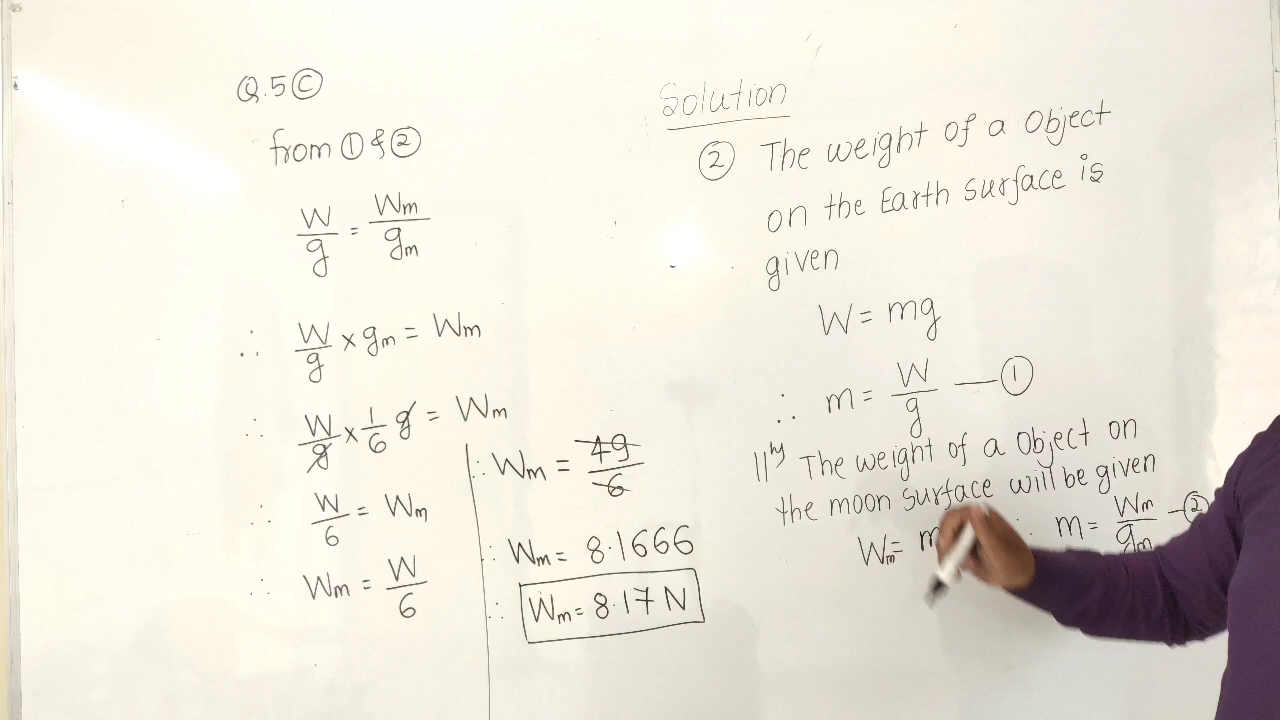 Q.5Ⓒ
from ① & ②
W/g = Wm/gm
∴ W/g × gm = Wm
∴ W/g × 1/6 g = Wm
∴ W/6 = Wm
∴ Wm = W/6
∴ Wm = 49/6
∴ Wm = 8.1666
∴ Wm = 8.17 N
Solution
② The weight of a Object
on the Earth surface is
given
W = mg
∴ m = W/g — ①
||ly The weight of a Object on
the moon surface will be given
Wm = m ∴ m = Wm/gm — ②